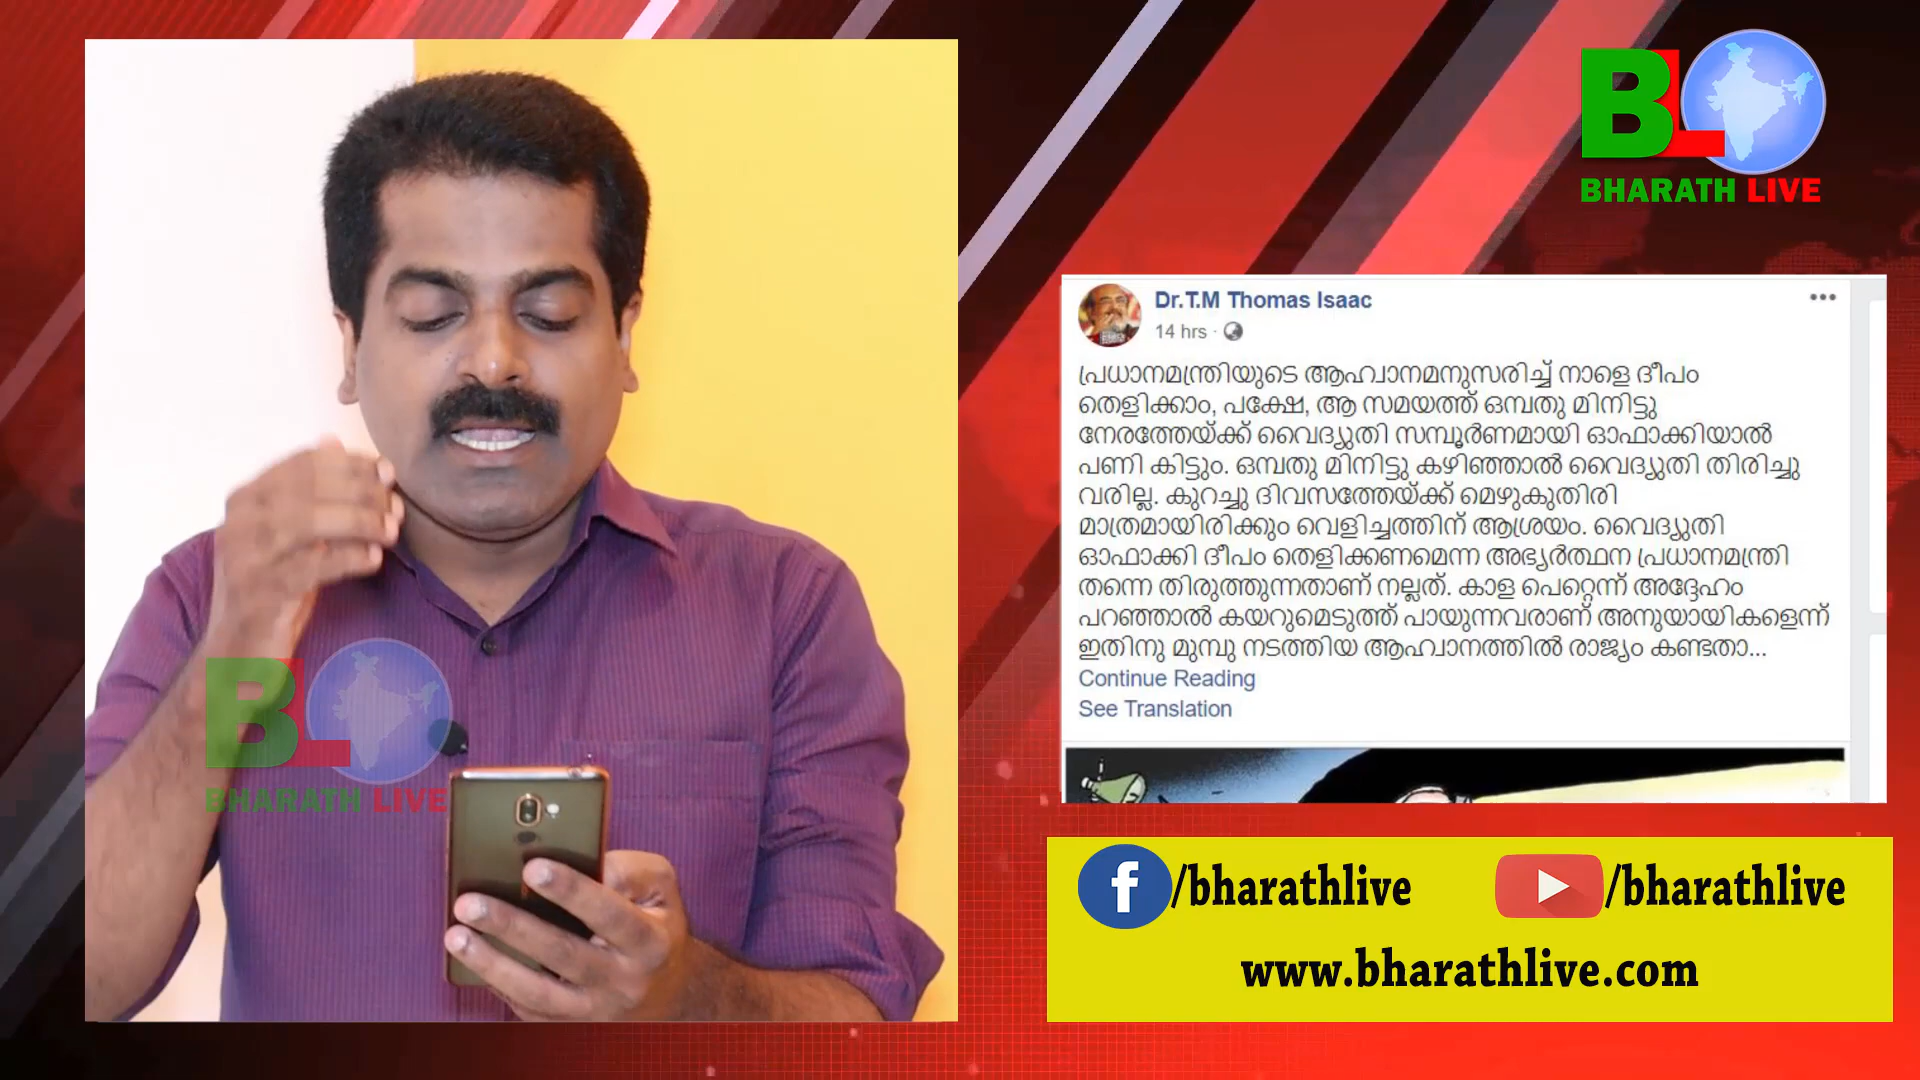 BL
BHARATH LIVE
Dr.T.M Thomas Isaac
14 hrs ·
പ്രധാനമന്ത്രിയുടെ ആഹ്വാനമനുസരിച്ച് നാളെ ദീപം
തെളിക്കാം, പക്ഷേ, ആ സമയത്ത് ഒമ്പതു മിനിട്ടു
നേരത്തേയ്ക്ക് വൈദ്യുതി സമ്പൂർണമായി ഓഫാക്കിയാൽ
പണി കിട്ടും. ഒമ്പതു മിനിട്ടു കഴിഞ്ഞാൽ വൈദ്യുതി തിരിച്ചു
വരില്ല. കുറച്ചു ദിവസത്തേയ്ക്ക് മെഴുകുതിരി
മാത്രമായിരിക്കും വെളിച്ചത്തിന് ആശ്രയം. വൈദ്യുതി
ഓഫാക്കി ദീപം തെളിക്കണമെന്ന അഭ്യർത്ഥന പ്രധാനമന്ത്രി
തന്നെ തിരുത്തുന്നതാണ് നല്ലത്. കാള പെറ്റെന്ന് അദ്ദേഹം
പറഞ്ഞാൽ കയറുമെടുത്ത് പായുന്നവരാണ് അനുയായികളെന്ന്
ഇതിനു മുമ്പു നടത്തിയ ആഹ്വാനത്തിൽ രാജ്യം കണ്ടതാ...
Continue Reading
See Translation
BL
BHARATH LIVE
f/bharathlive /bharathlive
www.bharathlive.com